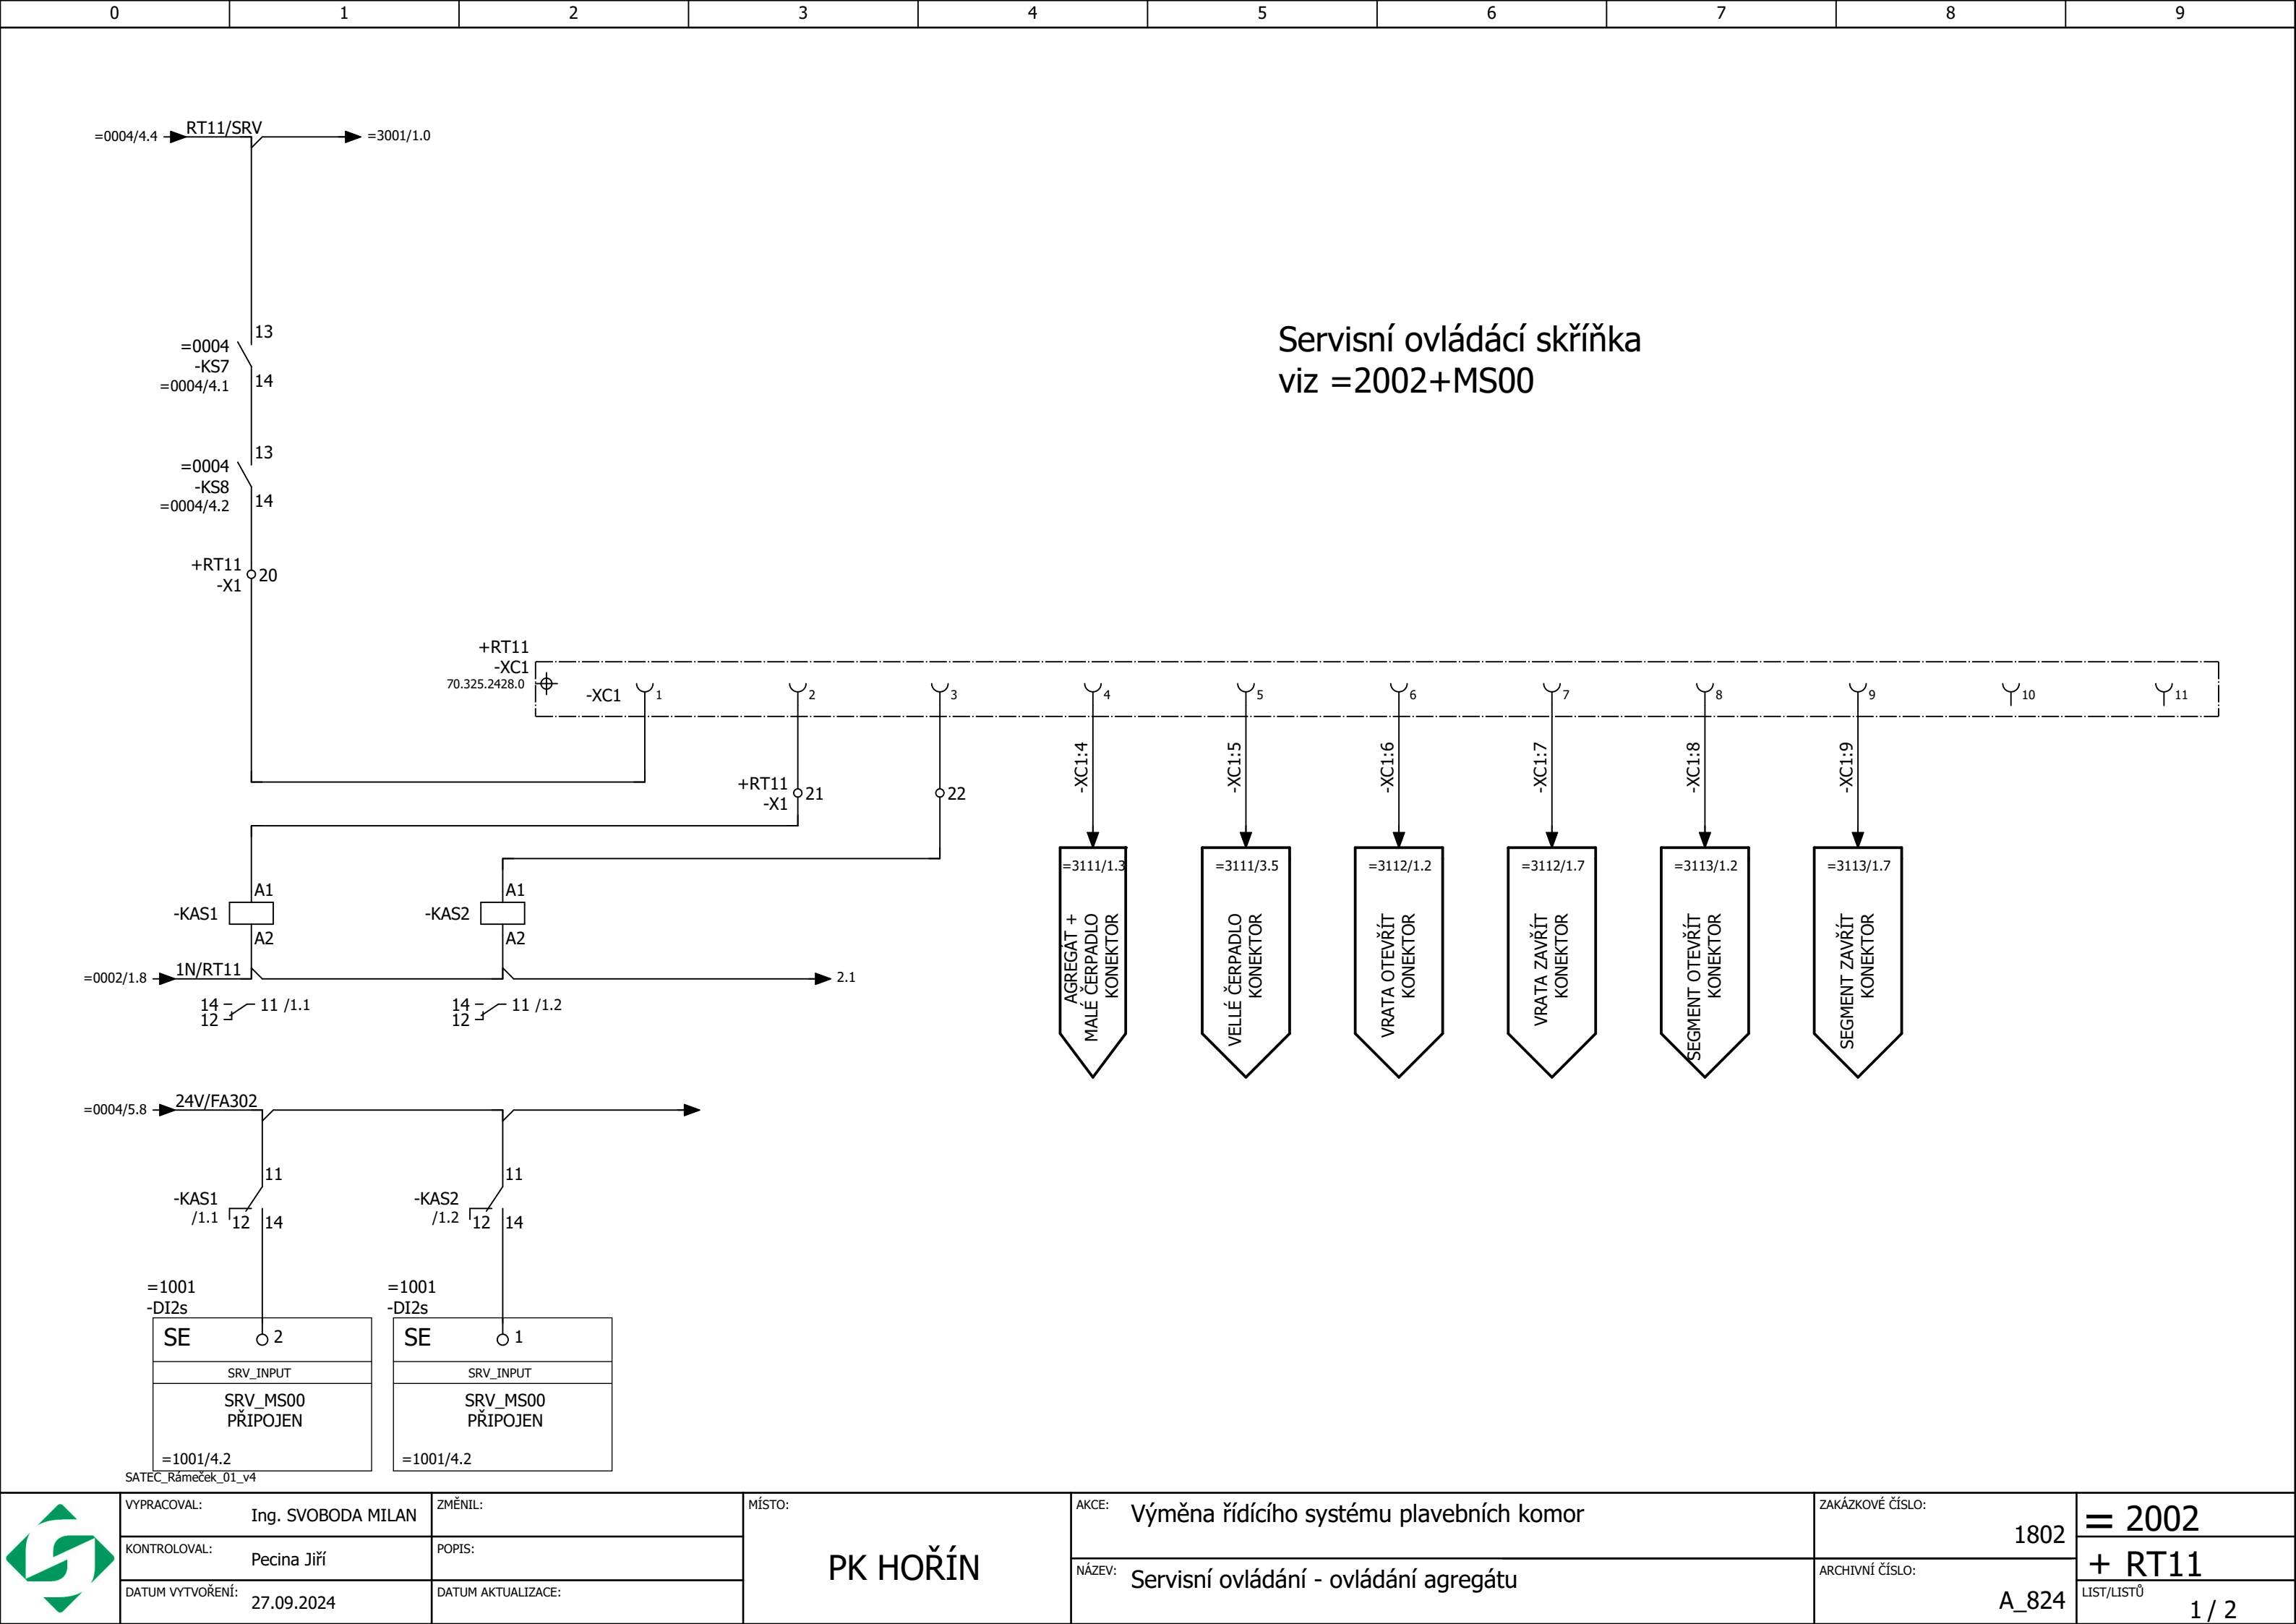 0 1 2 3 4 5 6 7 8 9
=0004/4.4 RT11/SRV =3001/1.0
13
=0004
-KS7
=0004/4.1
14
Servisní ovládácí skříňka
viz =2002+MS00
13
=0004
-KS8
=0004/4.2
14
+RT11
-X1
20
+RT11
-XC1
70.325.2428.0
-XC1 1 2 3 4 5 6 7 8 9 10 11
+RT11
-X1
21
22
-XC1:4
-XC1:5
-XC1:6
-XC1:7
-XC1:8
-XC1:9
=3111/1.3
AGREGÁT +
MALÉ ČERPADLO
KONEKTOR
=3111/3.5
VELLÉ ČERPADLO
KONEKTOR
=3112/1.2
VRATA OTEVŘÍT
KONEKTOR
=3112/1.7
VRATA ZAVŘÍT
KONEKTOR
=3113/1.2
SEGMENT OTEVŘÍT
KONEKTOR
=3113/1.7
SEGMENT ZAVŘÍT
KONEKTOR
A1
-KAS1
A2
A1
-KAS2
A2
=0002/1.8 1N/RT11 2.1
14 11 /1.1
12
14 11 /1.2
12
=0004/5.8 24V/FA302
11
-KAS1
/1.1
12 14
11
-KAS2
/1.2
12 14
=1001
-DI2s
SE 2
SRV_INPUT
SRV_MS00
PŘIPOJEN
=1001/4.2
=1001
-DI2s
SE 1
SRV_INPUT
SRV_MS00
PŘIPOJEN
=1001/4.2
SATEC_Rámeček_01_v4
VYPRACOVAL: Ing. SVOBODA MILAN
KONTROLOVAL: Pecina Jiří
DATUM VYTVOŘENÍ: 27.09.2024
ZMĚNIL:
POPIS:
DATUM AKTUALIZACE:
MÍSTO:
PK HOŘÍN
AKCE: Výměna řídícího systému plavebních komor
NÁZEV: Servisní ovládání - ovládání agregátu
ZAKÁZKOVÉ ČÍSLO:
1802
ARCHIVNÍ ČÍSLO:
A_824
= 2002
+ RT11
LIST/LISTŮ
1 / 2